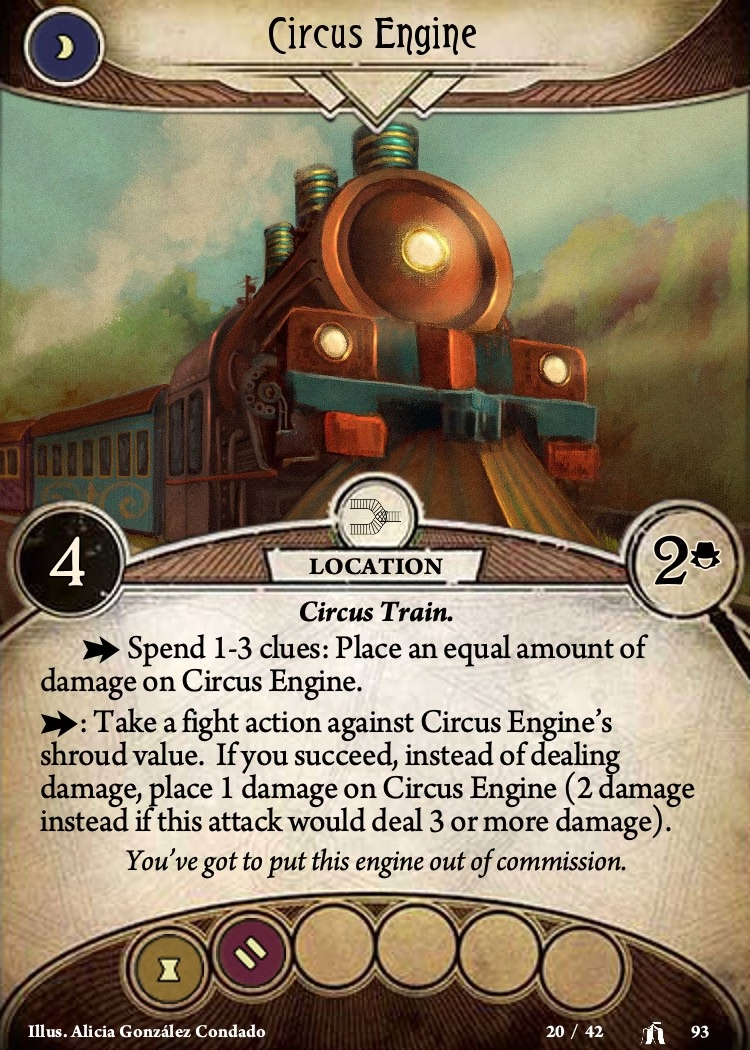 Circus Engine
4
LOCATION
2
Circus Train.
Spend 1-3 clues: Place an equal amount of
damage on Circus Engine.
: Take a fight action against Circus Engine's
shroud value. If you succeed, instead of dealing
damage, place 1 damage on Circus Engine (2 damage
instead if this attack would deal 3 or more damage).
You've got to put this engine out of commission.
Illus. Alicia González Condado
20 / 42
93